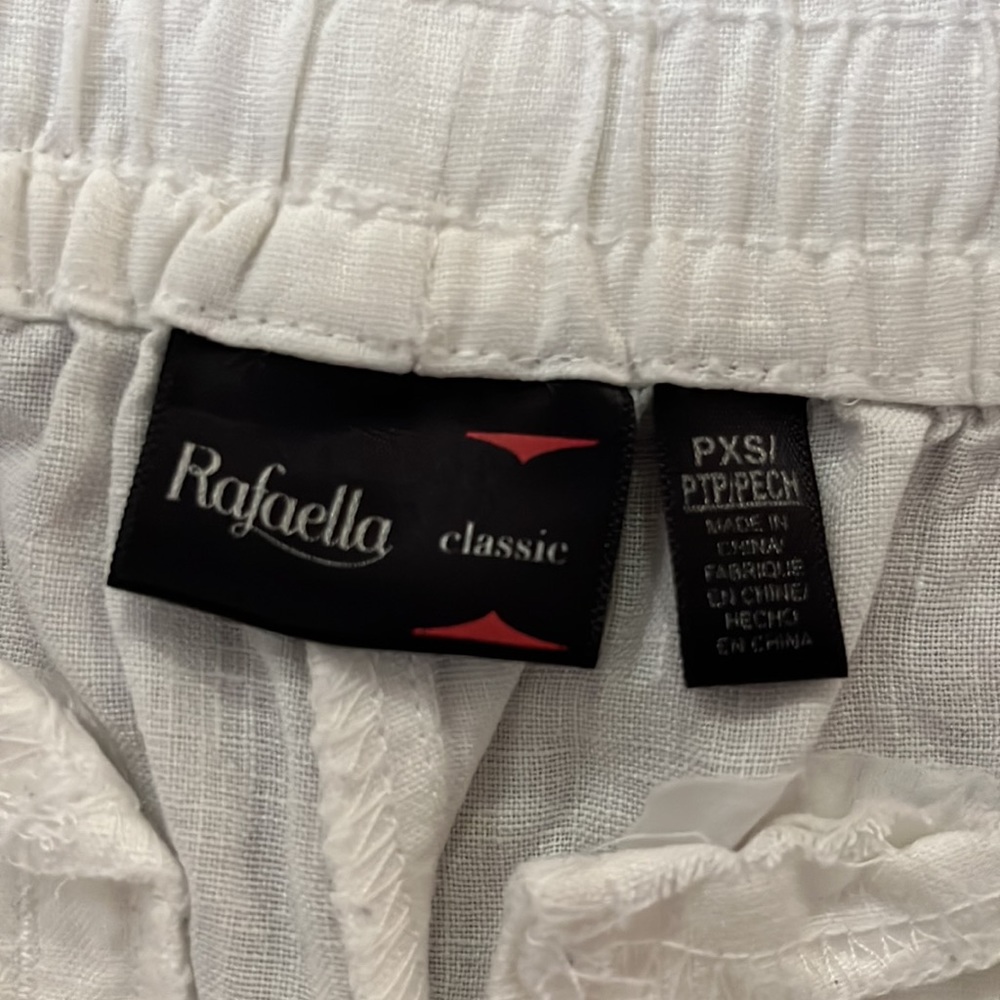 Rafaella
classic
PXS/
PTP/PECH
MADE IN
CHINA/
FABRIQUE
EN CHINE/
HECHO
EN CHINA